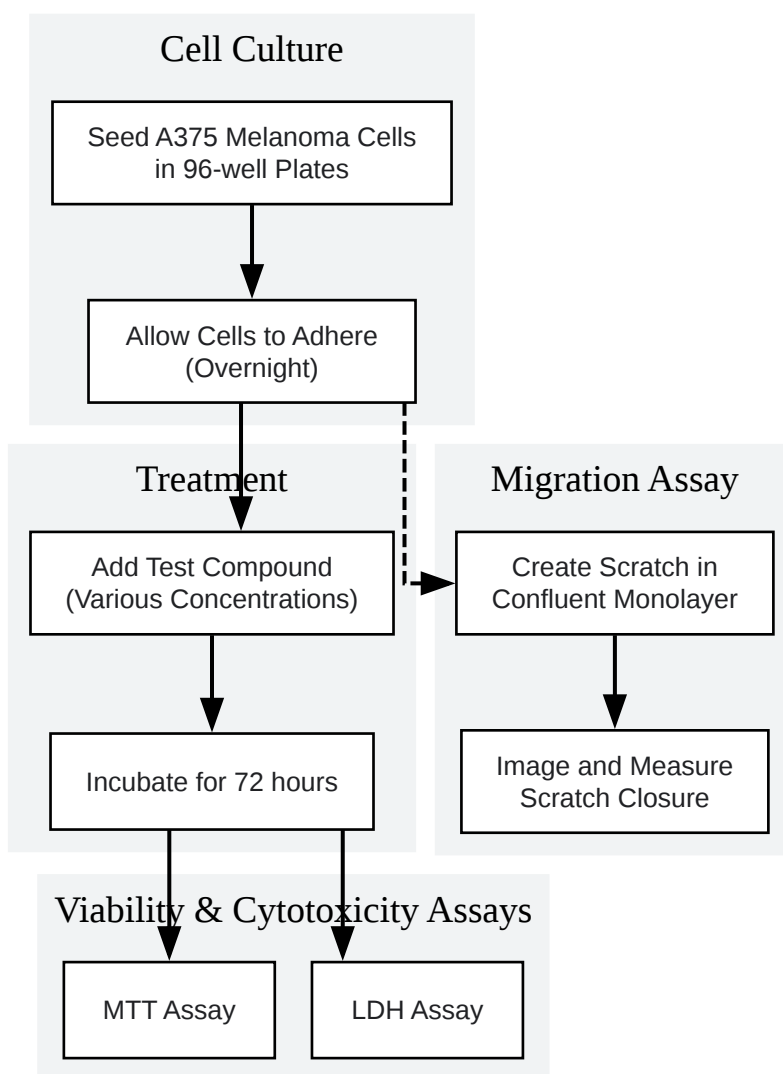 Cell Culture
Seed A375 Melanoma Cells
in 96-well Plates
Allow Cells to Adhere
(Overnight)
Treatment
Add Test Compound
(Various Concentrations)
Incubate for 72 hours
Migration Assay
Create Scratch in
Confluent Monolayer
Image and Measure
Scratch Closure
Viability & Cytotoxicity Assays
MTT Assay
LDH Assay